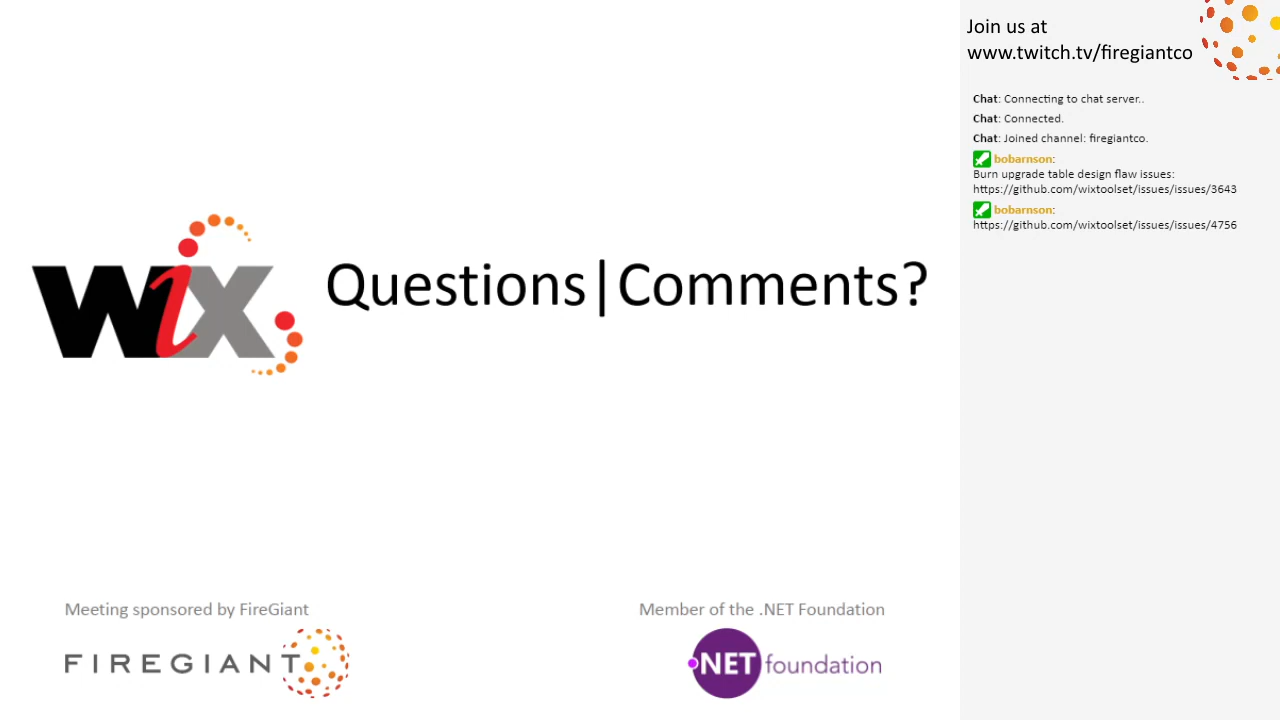 WiX
Questions|Comments?
Meeting sponsored by FireGiant
FIREGIANT
Member of the .NET Foundation
.NET foundation
Join us at
www.twitch.tv/firegiantco
Chat: Connecting to chat server..
Chat: Connected.
Chat: Joined channel: firegiantco.
bobarnson:
Burn upgrade table design flaw issues:
https://github.com/wixtoolset/issues/issues/3643
bobarnson:
https://github.com/wixtoolset/issues/issues/4756